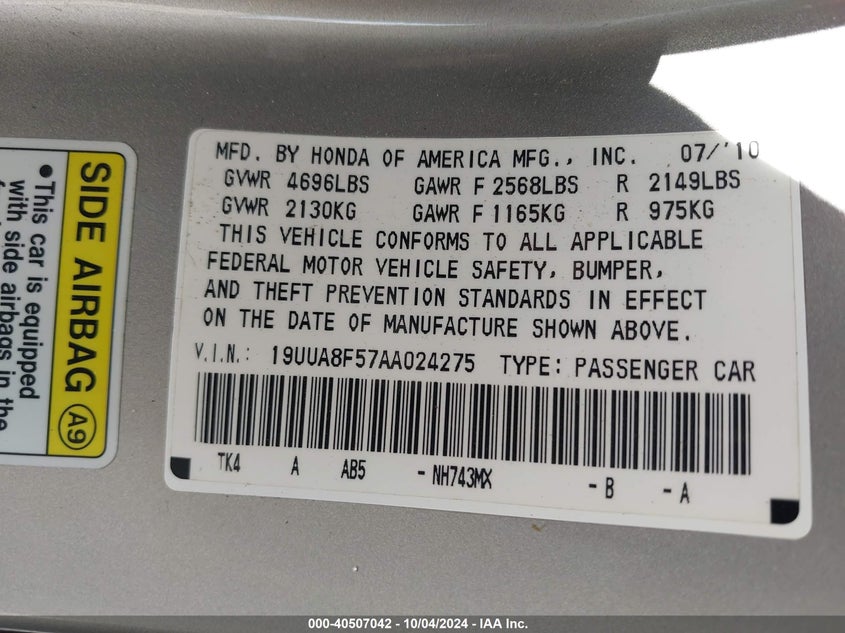 MFD. BY HONDA OF AMERICA MFG., INC. 07/'10
GVWR 4696LBS GAWR F 2568LBS R 2149LBS
GVWR 2130KG GAWR F 1165KG R 975KG
THIS VEHICLE CONFORMS TO ALL APPLICABLE
FEDERAL MOTOR VEHICLE SAFETY, BUMPER,
AND THEFT PREVENTION STANDARDS IN EFFECT
ON THE DATE OF MANUFACTURE SHOWN ABOVE.
V.I.N.: 19UUA8F57AA024275 TYPE: PASSENGER CAR
TK4 A AB5 -NH743MX -B -A
SIDE AIRBAG A9
•This car is equipped
with side airbags in the
000-40507042 - 10/04/2024 - IAA Inc.